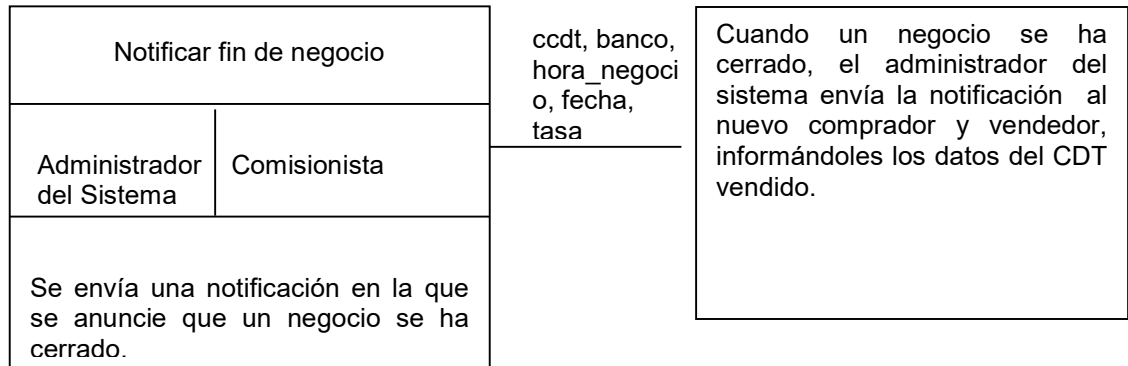 Notificar fin de negocio
Administrador
del Sistema
Comisionista
Se envía una notificación en la que
se anuncie que un negocio se ha
cerrado.
ccdt, banco,
hora_negoci
o, fecha,
tasa
Cuando un negocio se ha
cerrado, el administrador del
sistema envía la notificación al
nuevo comprador y vendedor,
informándoles los datos del CDT
vendido.